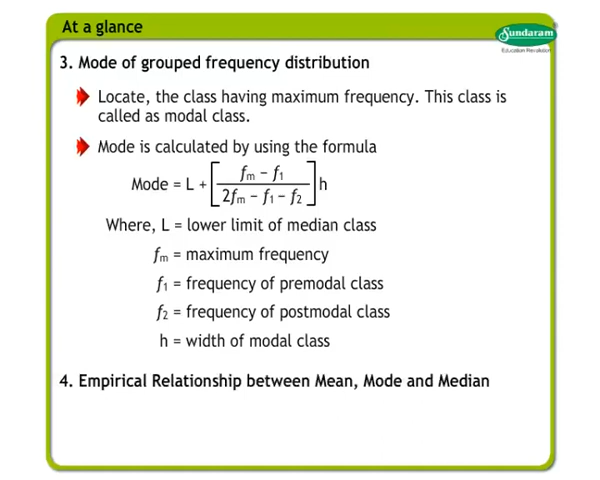 At a glance
Sundaram
Education Revolution
3. Mode of grouped frequency distribution
Locate, the class having maximum frequency. This class is
called as modal class.
Mode is calculated by using the formula
Mode = L + [ (fm − f1) / (2fm − f1 − f2) ] h
Where, L = lower limit of median class
fm = maximum frequency
f1 = frequency of premodal class
f2 = frequency of postmodal class
h = width of modal class
4. Empirical Relationship between Mean, Mode and Median